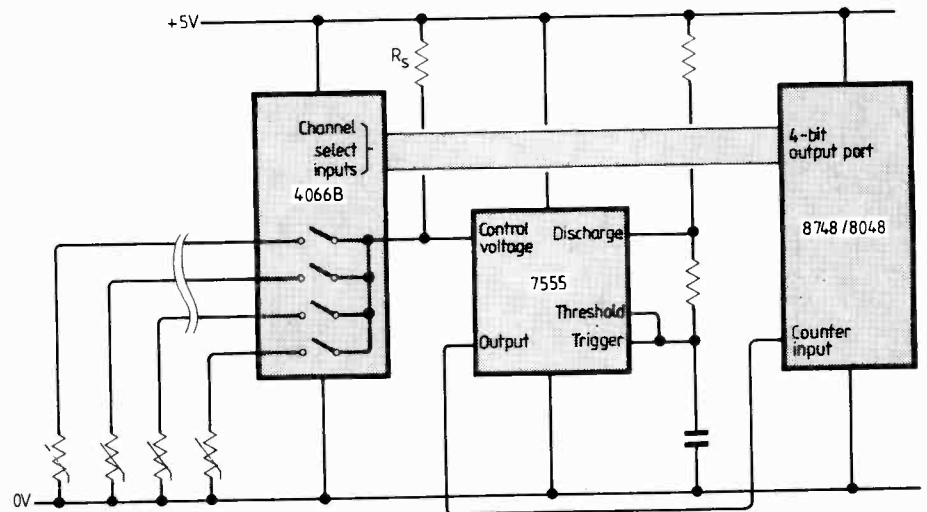 +5V
Rs
Channel
select
inputs
4066B
4-bit
output port
8748/8048
Control
voltage
Discharge
7555
Threshold
Trigger
Output
Counter
input
0V